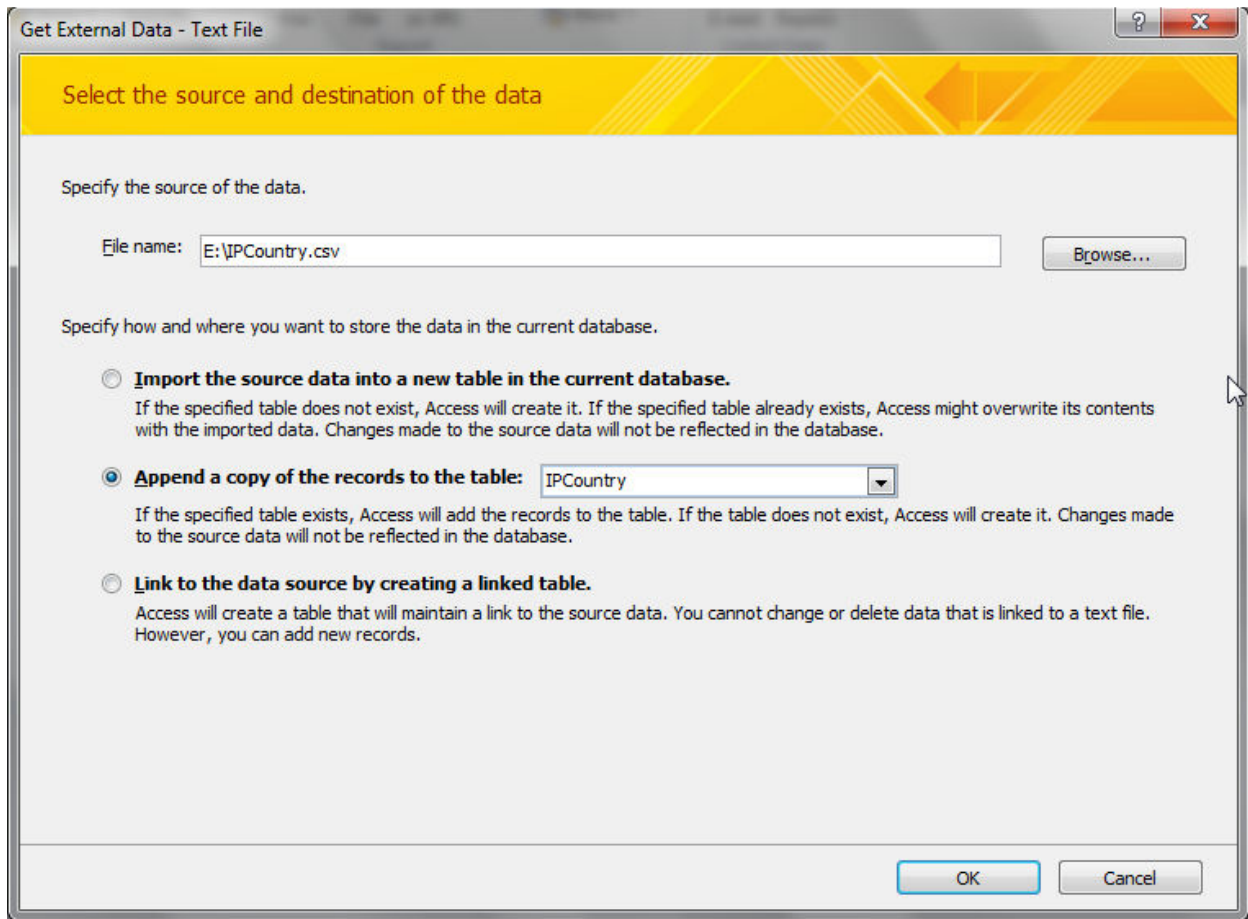 Get External Data - Text File
Select the source and destination of the data
Specify the source of the data.
File name: E:\IPCountry.csv Browse...
Specify how and where you want to store the data in the current database.
Import the source data into a new table in the current database.
If the specified table does not exist, Access will create it. If the specified table already exists, Access might overwrite its contents
with the imported data. Changes made to the source data will not be reflected in the database.
Append a copy of the records to the table: IPCountry
If the specified table exists, Access will add the records to the table. If the table does not exist, Access will create it. Changes made
to the source data will not be reflected in the database.
Link to the data source by creating a linked table.
Access will create a table that will maintain a link to the source data. You cannot change or delete data that is linked to a text file.
However, you can add new records.
OK Cancel